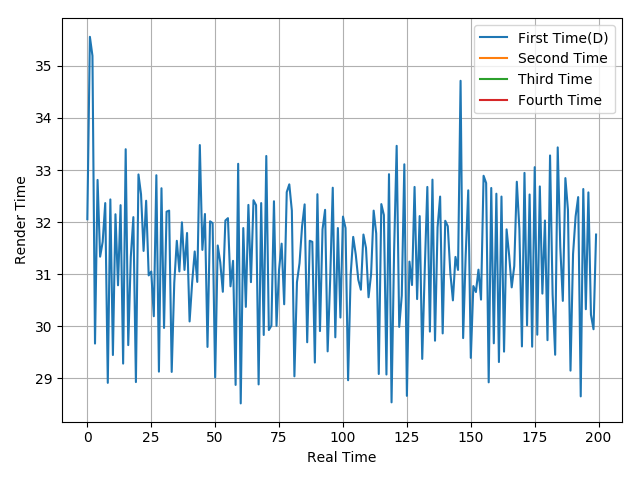 First Time(D)
Second Time
Third Time
Fourth Time
Render Time
35
34
33
32
31
30
29
0 25 50 75 100 125 150 175 200
Real Time